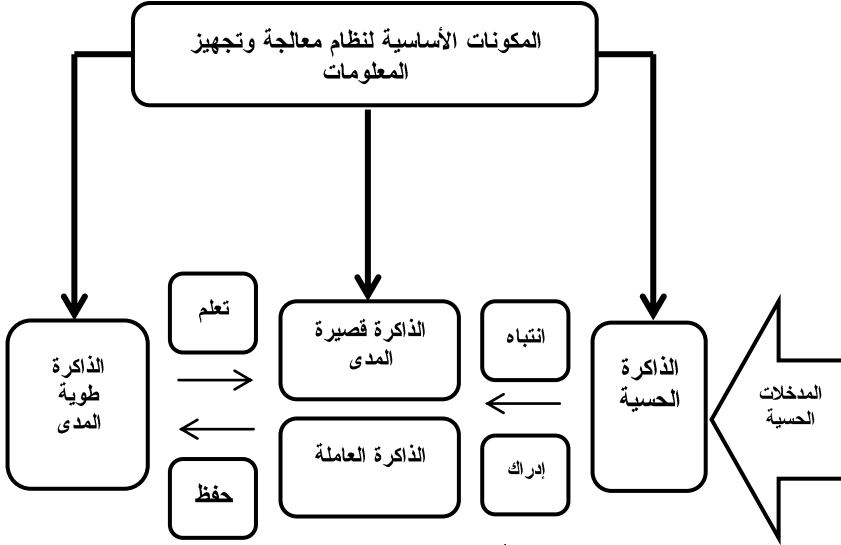 المكونات الأساسية لنظام معالجة وتجهيز
المعلومات
المدخلات
الحسية
الذاكرة
الحسية
انتباه
إدراك
الذاكرة قصيرة
المدى
الذاكرة العاملة
تعلم
حفظ
الذاكرة
طوية
المدى